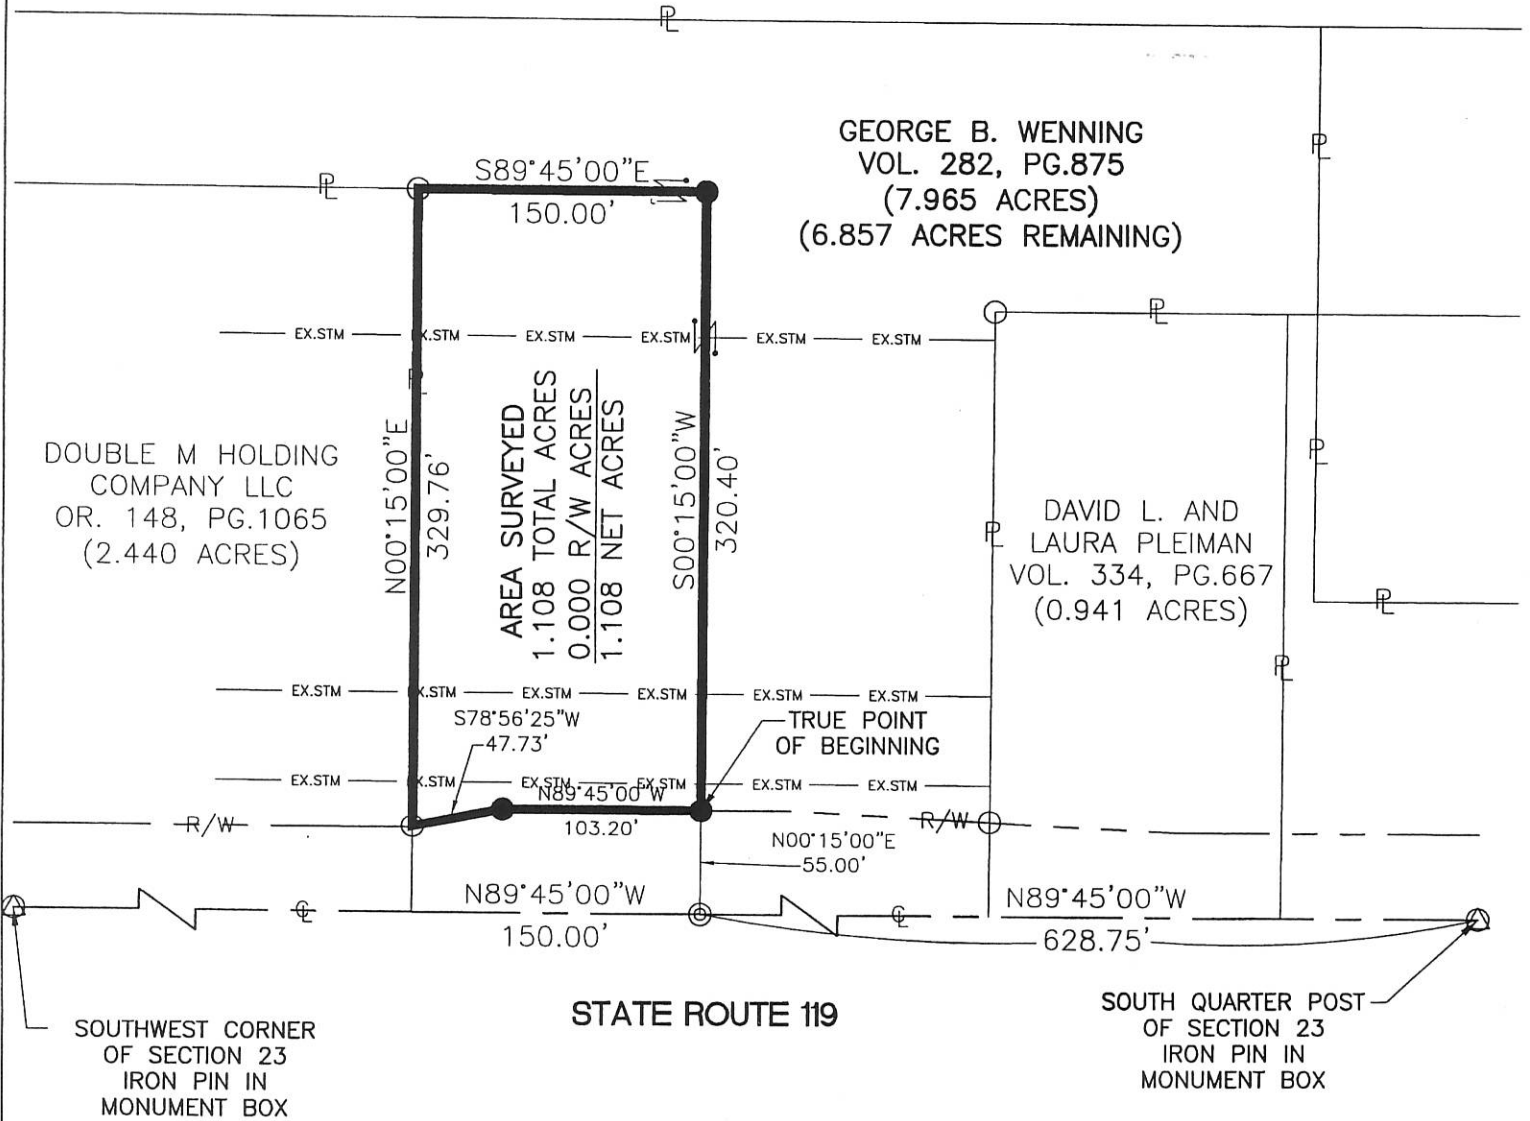 PL
GEORGE B. WENNING
VOL. 282, PG.875
(7.965 ACRES)
(6.857 ACRES REMAINING)
PL
PL
S89°45'00"E
150.00'
PL
EX.STM EX.STM EX.STM EX.STM EX.STM EX.STM
PL
N00°15'00"E
329.76'
AREA SURVEYED
1.108 TOTAL ACRES
0.000 R/W ACRES
1.108 NET ACRES
S00°15'00"W
320.40'
DOUBLE M HOLDING
COMPANY LLC
OR. 148, PG.1065
(2.440 ACRES)
PL
PL
DAVID L. AND
LAURA PLEIMAN
VOL. 334, PG.667
(0.941 ACRES)
PL
PL
EX.STM EX.STM EX.STM EX.STM EX.STM EX.STM
S78°56'25"W
47.73'
TRUE POINT
OF BEGINNING
EX.STM EX.STM EX.STM EX.STM EX.STM EX.STM
N89°45'00"W
103.20'
R/W
R/W
N00°15'00"E
55.00'
CL
N89°45'00"W
150.00'
CL
N89°45'00"W
628.75'
STATE ROUTE 119
SOUTHWEST CORNER
OF SECTION 23
IRON PIN IN
MONUMENT BOX
SOUTH QUARTER POST
OF SECTION 23
IRON PIN IN
MONUMENT BOX